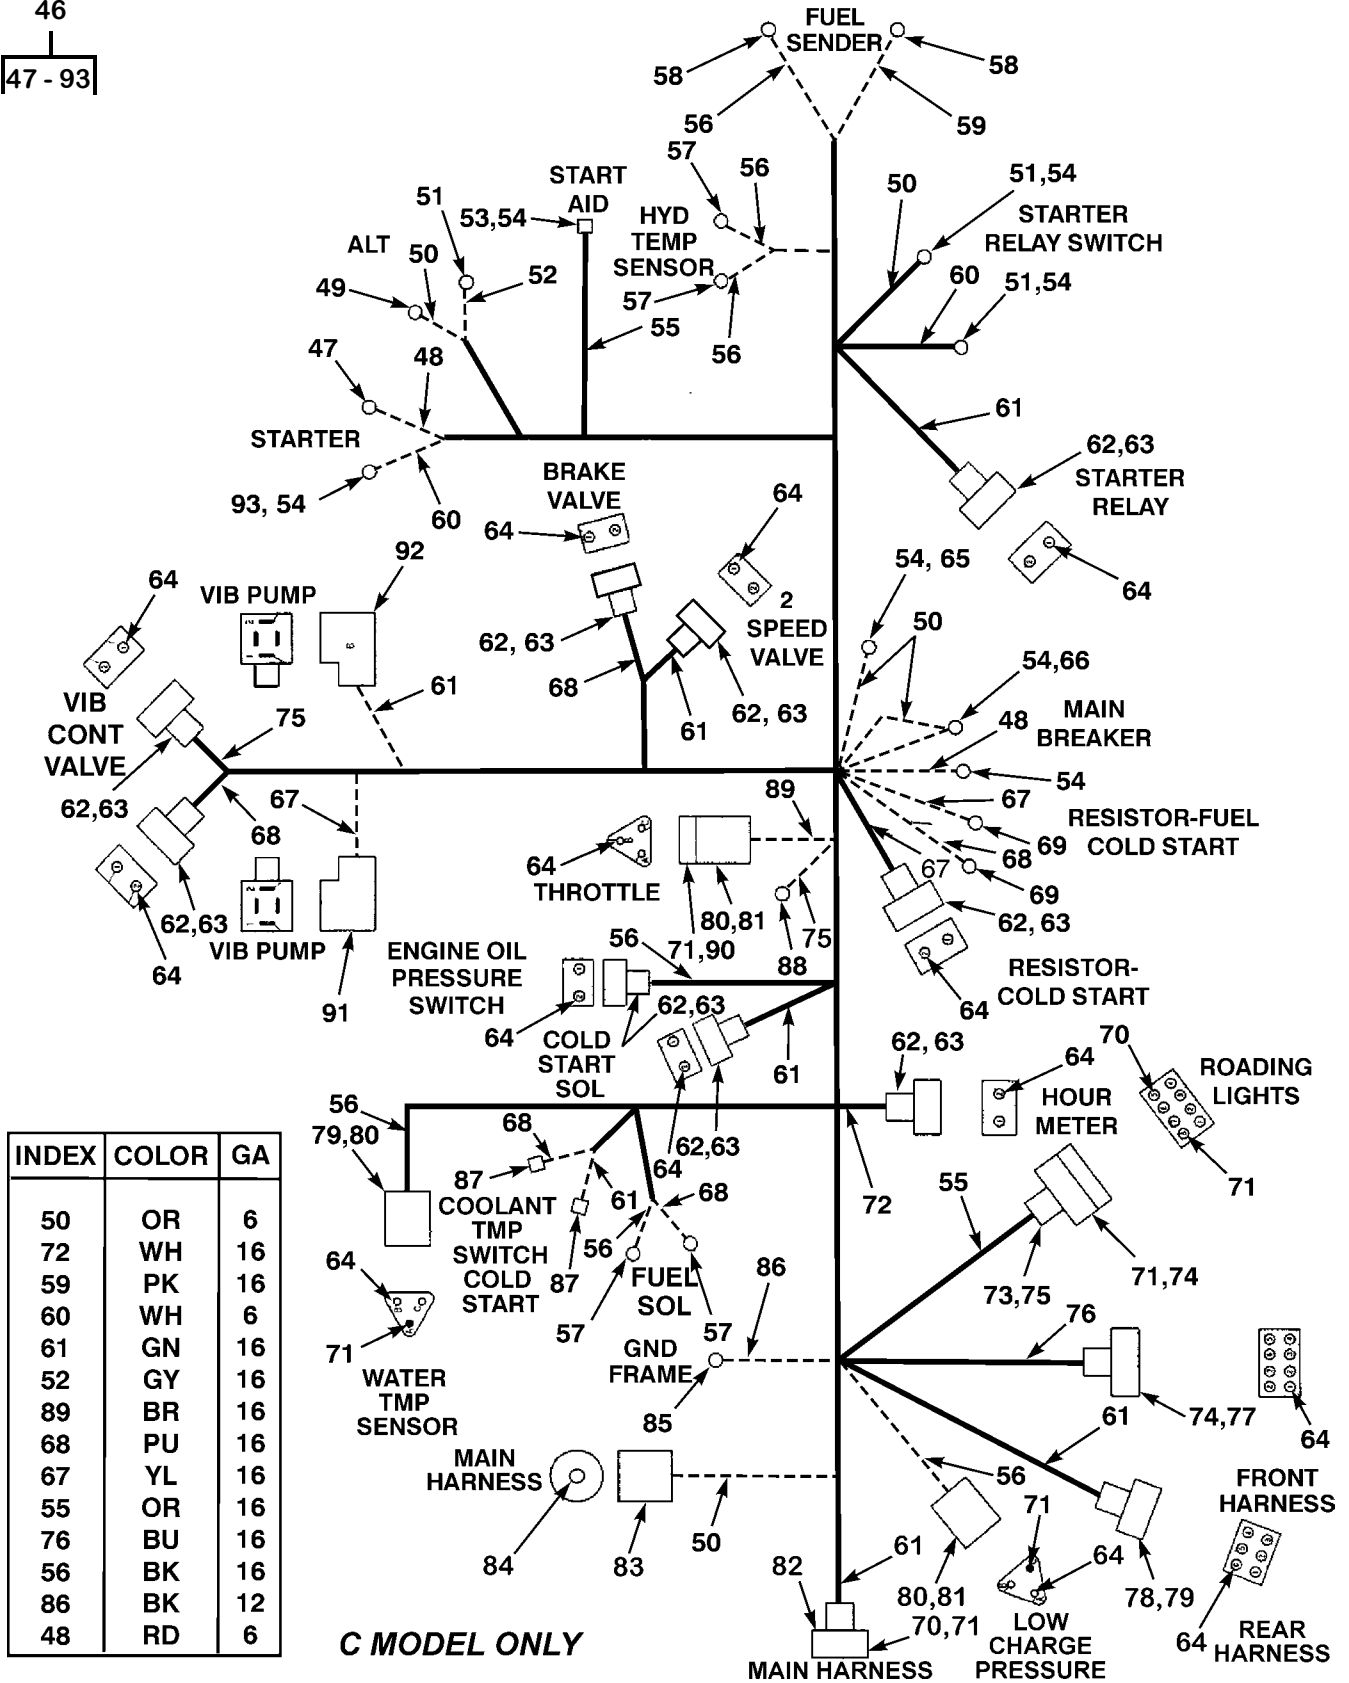 46
47 - 93
FUEL
SENDER
58
58
56
59
57
56
51,54
50
STARTER
RELAY SWITCH
START
AID
51
53,54
HYD
TEMP
SENSOR
ALT
50
52
49
57
55
56
60
51,54
47
48
61
STARTER
62,63
STARTER
RELAY
93, 54
60
BRAKE
VALVE
64
64
64
92
54, 65
64
VIB PUMP
2
SPEED
VALVE
50
62, 63
54,66
61
68
61
62, 63
MAIN
BREAKER
48
VIB
CONT
VALVE
75
54
62,63
67
89
67
68
RESISTOR-FUEL
COLD START
69
68
64
THROTTLE
67
69
62,63
80,81
62, 63
VIB PUMP
71,90
75
64
91
ENGINE OIL
PRESSURE
SWITCH
56
88
RESISTOR-
COLD START
64
64
62,63
COLD
START
SOL
61
62, 63
64
70
ROADING
LIGHTS
HOUR
METER
56
79,80
68
62,63
64
87
61
68
72
55
71
COOLANT
TMP
SWITCH
COLD
START
56
87
64
FUEL
SOL
86
71,74
73,75
57
57
76
71
GND
FRAME
WATER
TMP
SENSOR
85
61
74,77
64
MAIN
HARNESS
56
FRONT
HARNESS
71
50
84
83
82
61
64
80,81
70,71
78,79
LOW
CHARGE
PRESSURE
64
REAR
HARNESS
MAIN HARNESS
C MODEL ONLY
INDEX COLOR GA
50 OR 6
72 WH 16
59 PK 16
60 WH 6
61 GN 16
52 GY 16
89 BR 16
68 PU 16
67 YL 16
55 OR 16
76 BU 16
56 BK 16
86 BK 12
48 RD 6